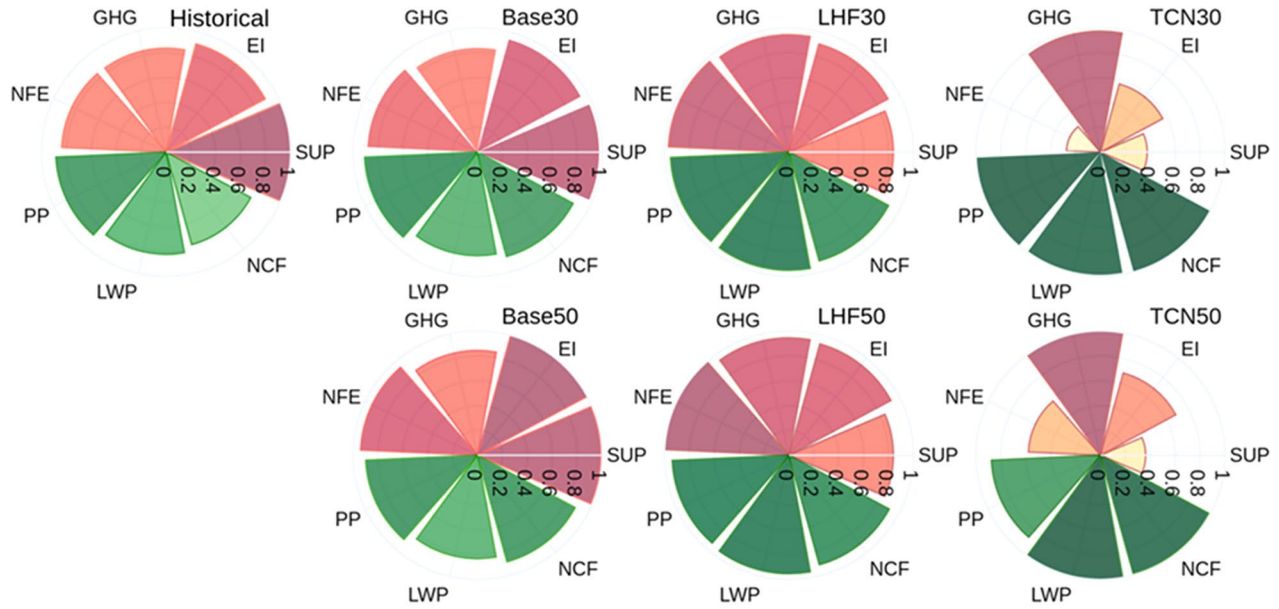 GHG Historical
EI
NFE
SUP
0 0.2 0.4 0.6 0.8 1
PP
NCF
LWP
GHG Base30
EI
NFE
SUP
0 0.2 0.4 0.6 0.8 1
PP
NCF
LWP
GHG LHF30
EI
NFE
SUP
0 0.2 0.4 0.6 0.8 1
PP
NCF
LWP
GHG TCN30
EI
NFE
SUP
0 0.2 0.4 0.6 0.8 1
PP
NCF
LWP
GHG Base50
EI
NFE
SUP
0 0.2 0.4 0.6 0.8 1
PP
NCF
LWP
GHG LHF50
EI
NFE
SUP
0 0.2 0.4 0.6 0.8 1
PP
NCF
LWP
GHG TCN50
EI
NFE
SUP
0 0.2 0.4 0.6 0.8 1
PP
NCF
LWP